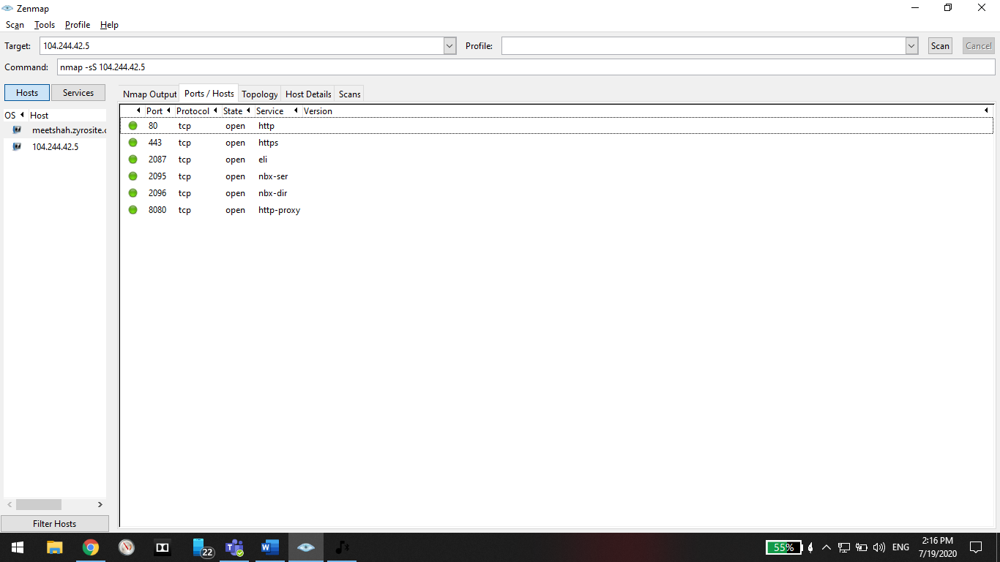 Zenmap
Scan Tools Profile Help
Target: 104.244.42.5 Profile: Scan Cancel
Command: nmap -sS 104.244.42.5
Hosts Services
Nmap Output Ports / Hosts Topology Host Details Scans
OS Host
Port Protocol State Service Version
meetshah.zyrosite.c
104.244.42.5
80 tcp open http
443 tcp open https
2087 tcp open eli
2095 tcp open nbx-ser
2096 tcp open nbx-dir
8080 tcp open http-proxy
Filter Hosts
22
55%
ENG
2:16 PM
7/19/2020